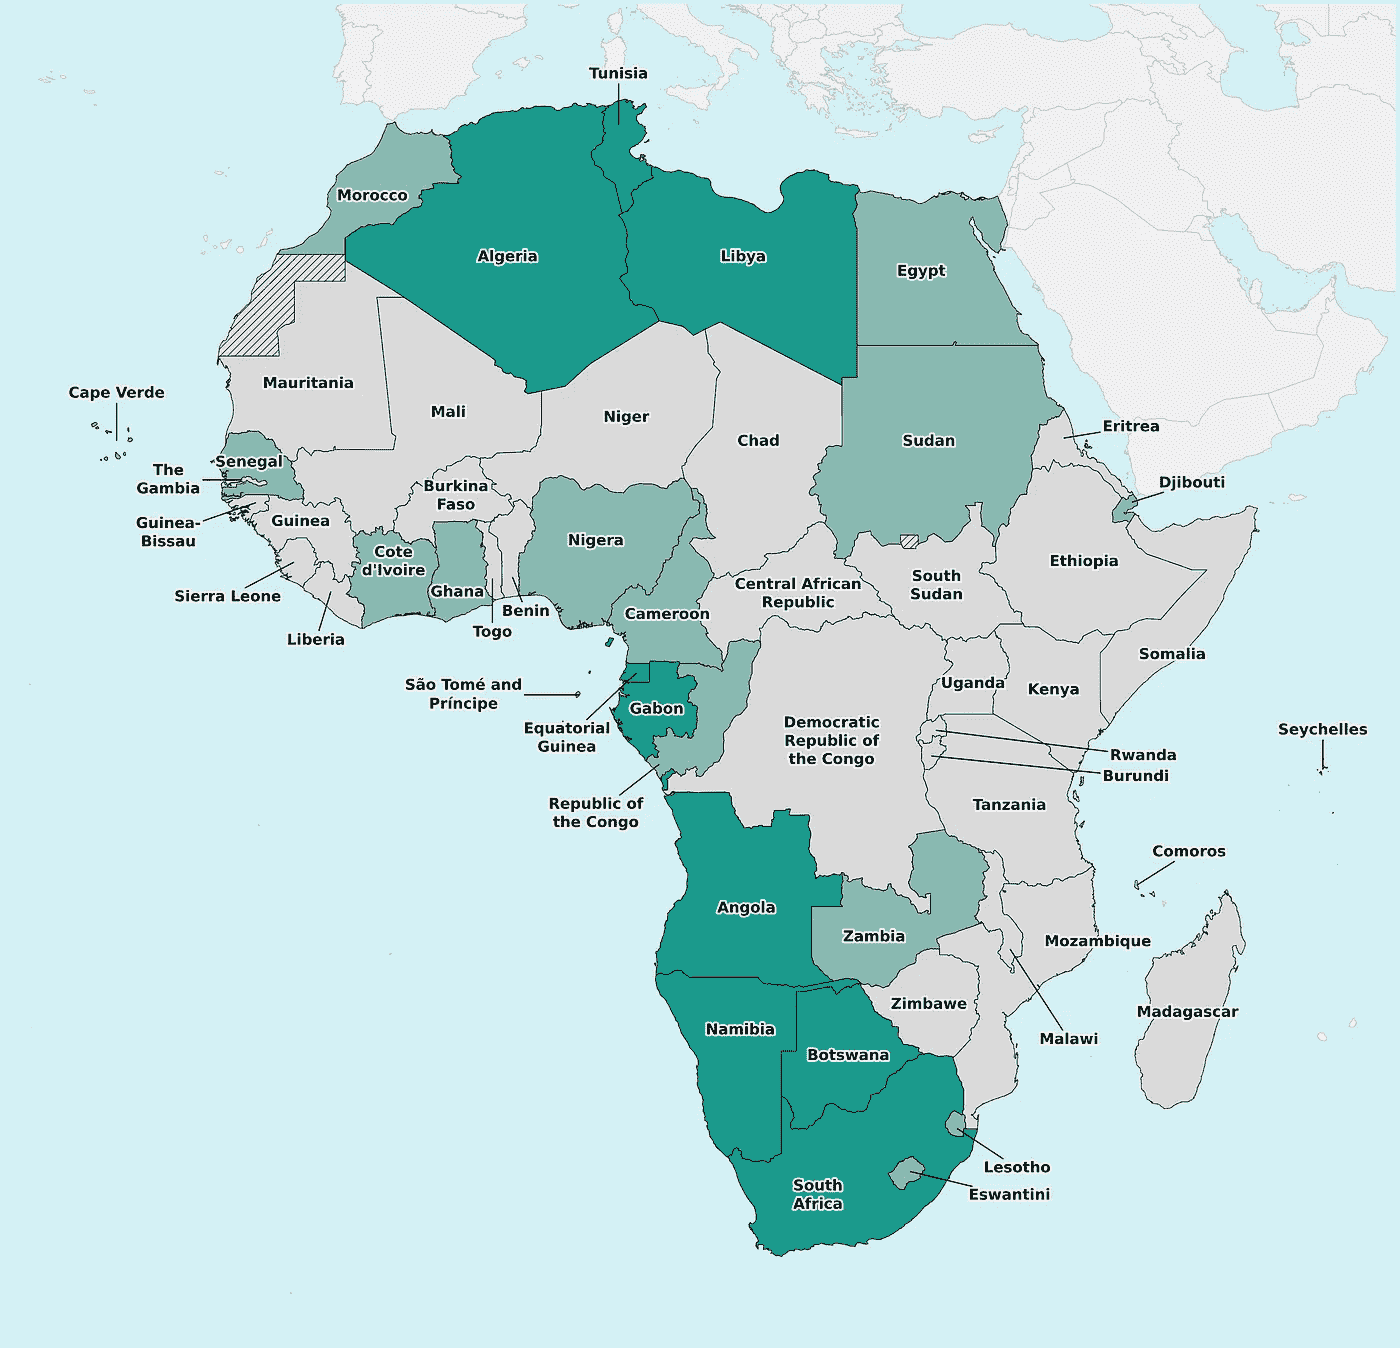 Tunisia
Morocco
Algeria
Libya
Egypt
Mauritania
Cape Verde
Mali
Niger
Chad
Sudan
Eritrea
Senegal
The
Gambia
Djibouti
Burkina
Faso
Guinea
Guinea-
Bissau
Nigera
Cote
d'Ivoire
Ethiopia
Central African
Republic
South
Sudan
Ghana
Sierra Leone
Benin
Cameroon
Togo
Liberia
Somalia
Uganda
Kenya
São Tomé and
Príncipe
Gabon
Equatorial
Guinea
Democratic
Republic of
the Congo
Seychelles
Rwanda
Burundi
Republic of
the Congo
Tanzania
Comoros
Angola
Zambia
Mozambique
Zimbawe
Madagascar
Namibia
Malawi
Botswana
Lesotho
South
Africa
Eswantini